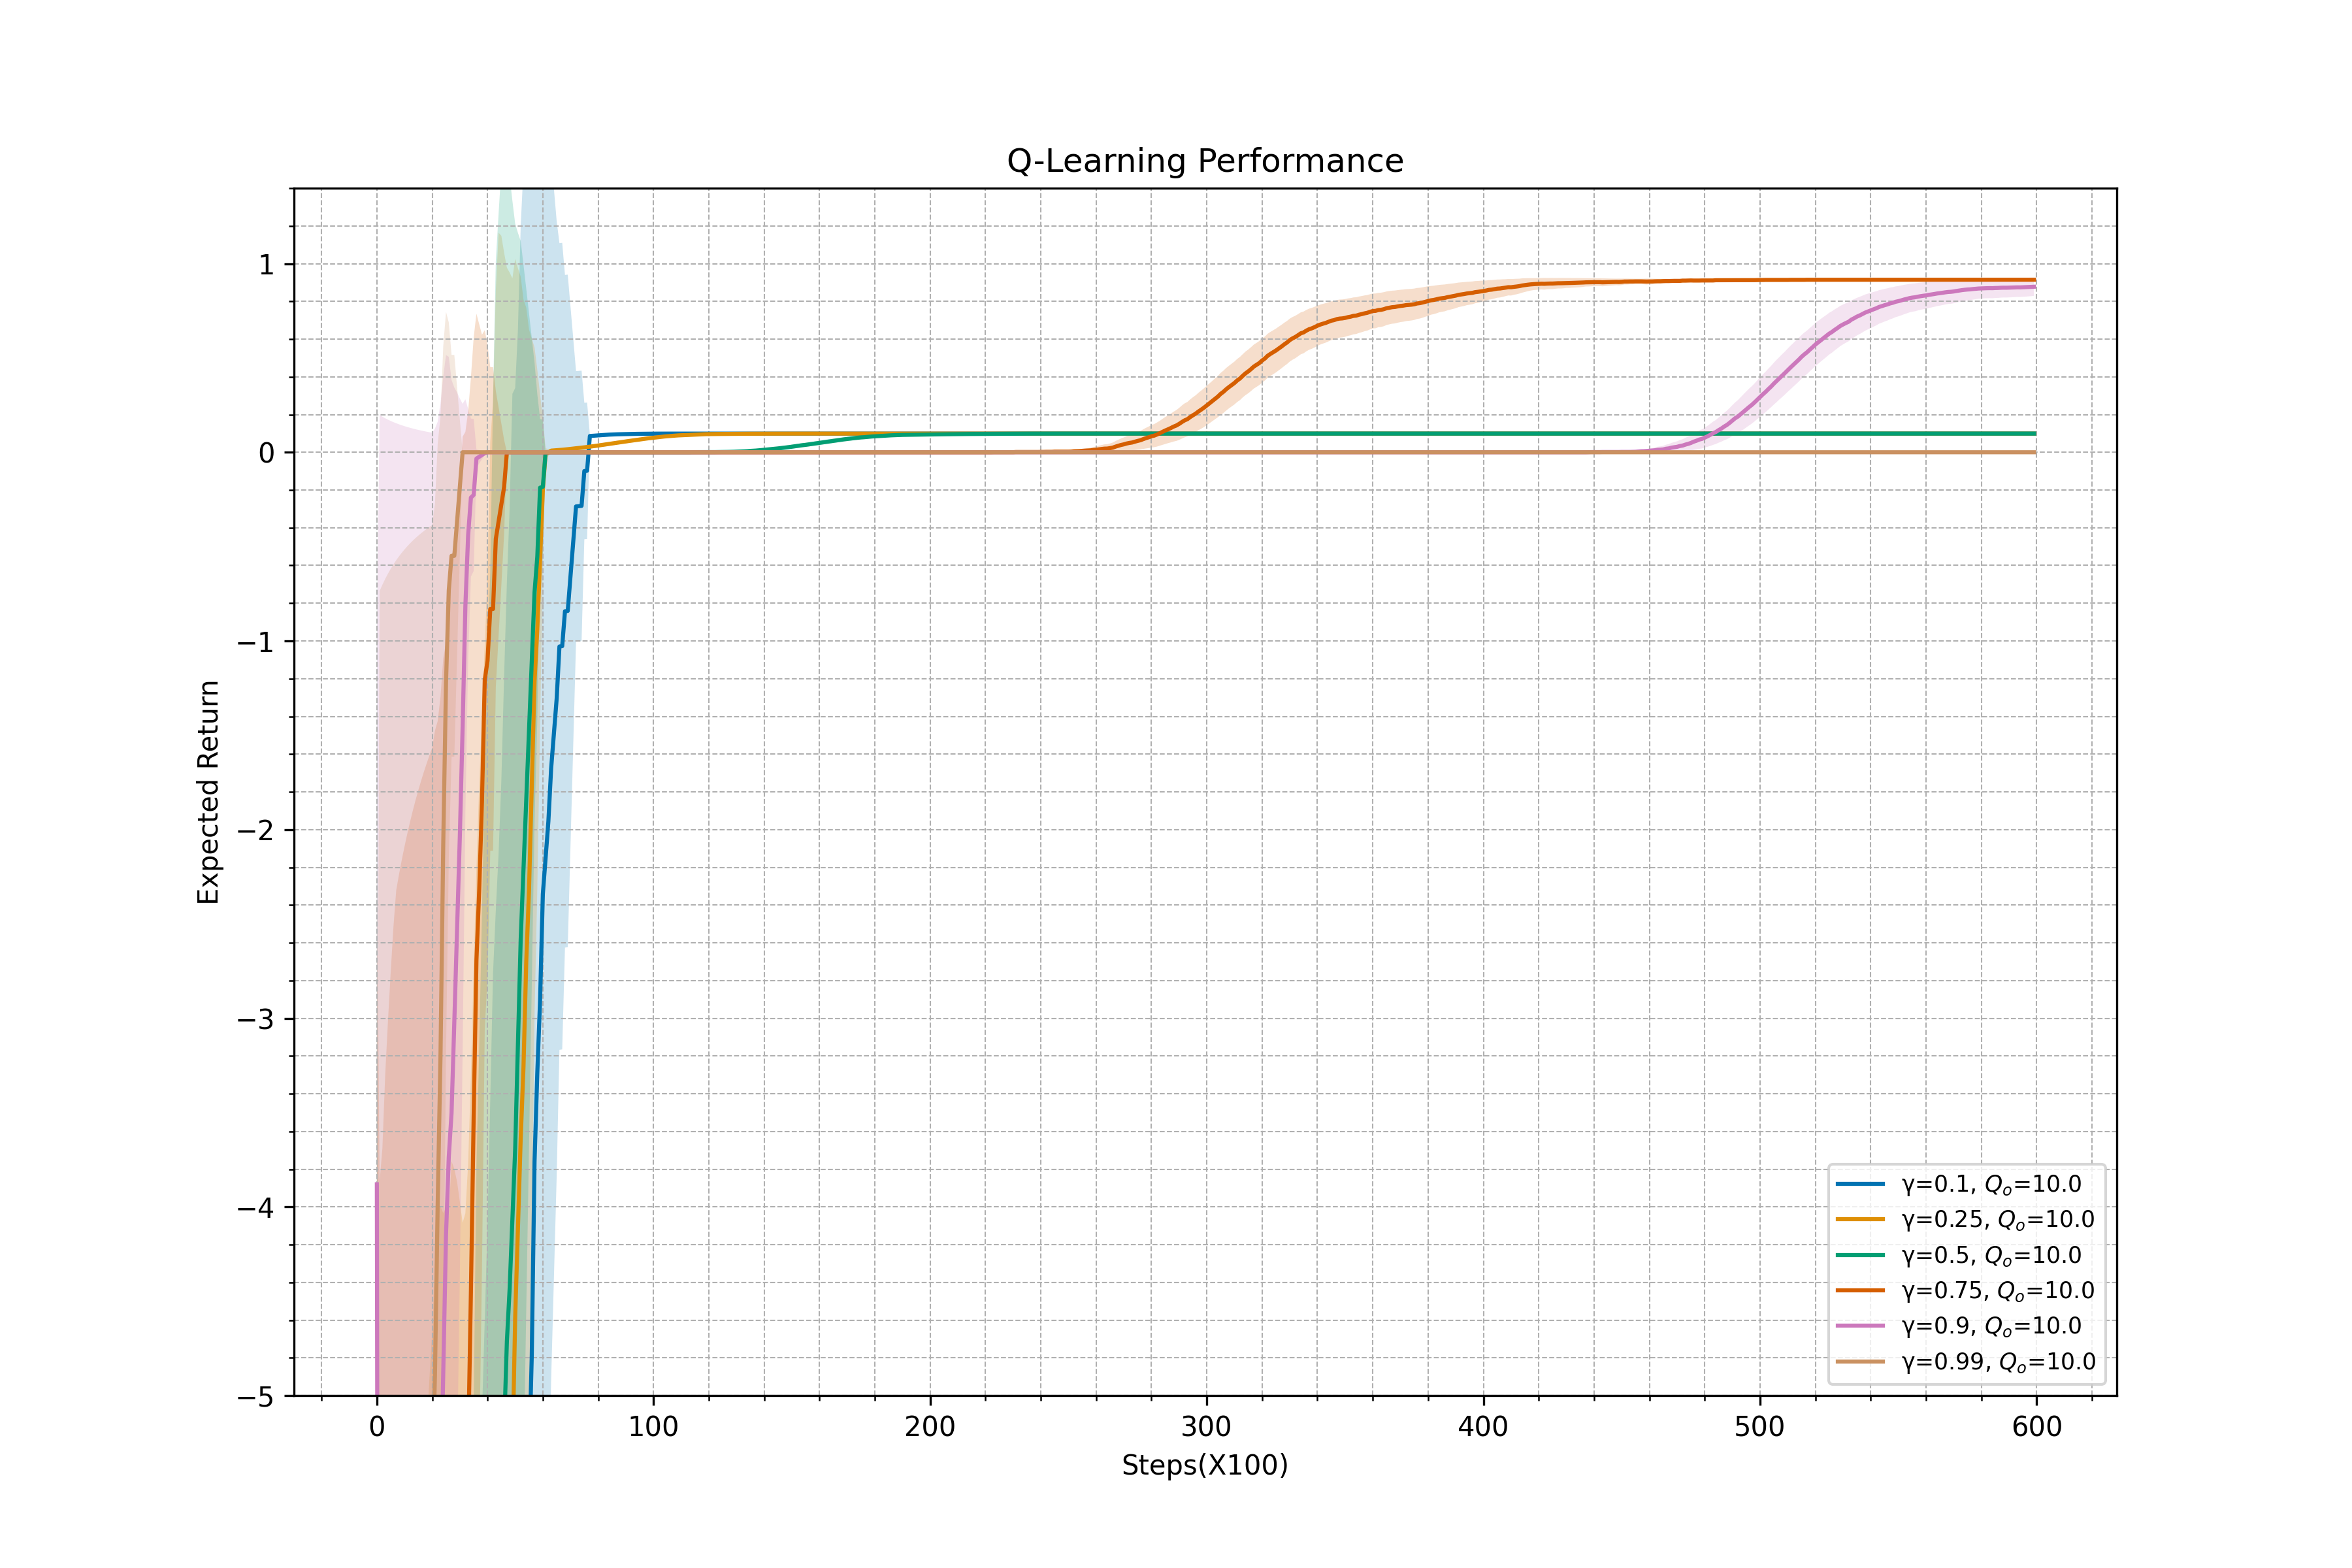 Q-Learning Performance
Expected Return
1
0
−1
−2
−3
−4
−5
0 100 200 300 400 500 600
Steps(X100)
γ=0.1, Qₒ=10.0
γ=0.25, Qₒ=10.0
γ=0.5, Qₒ=10.0
γ=0.75, Qₒ=10.0
γ=0.9, Qₒ=10.0
γ=0.99, Qₒ=10.0